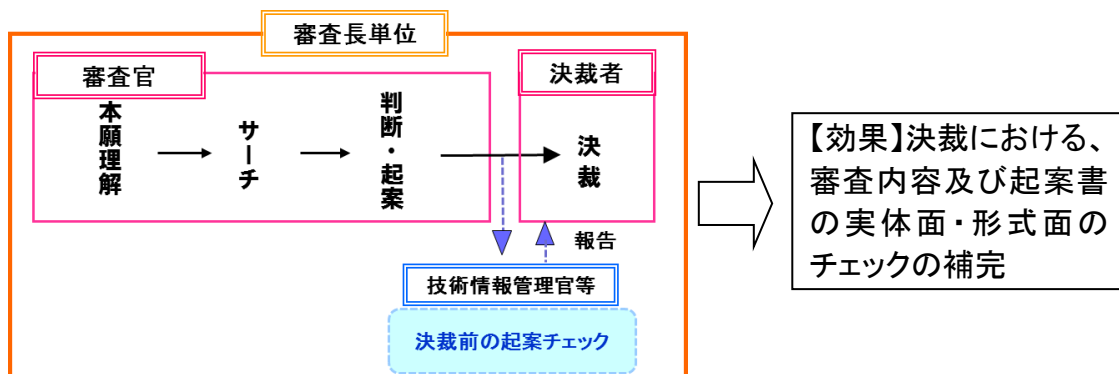 審査長単位
審査官
決裁者
本願理解
サーチ
判断・起案
決裁
報告
技術情報管理官等
決裁前の起案チェック
【効果】決裁における、
審査内容及び起案書
の実体面・形式面の
チェックの補完